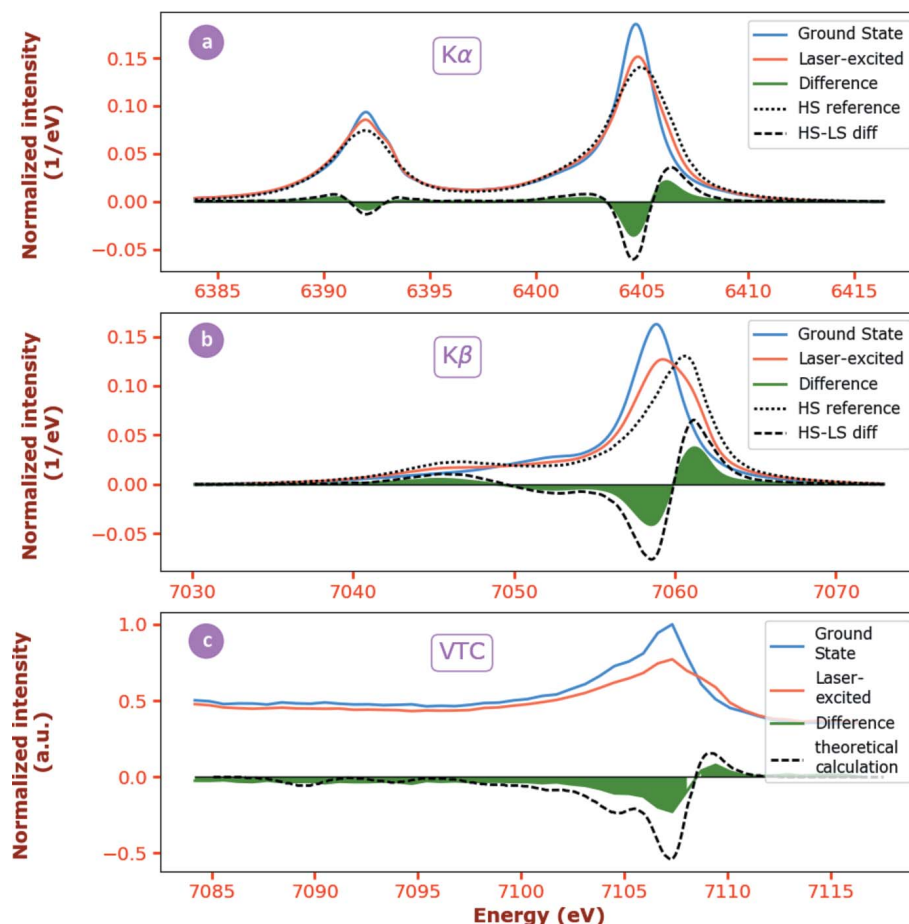 a
Kα
Normalized intensity
(1/eV)
0.15
0.10
0.05
0.00
−0.05
Ground State
Laser-excited
Difference
HS reference
HS-LS diff
6385 6390 6395 6400 6405 6410 6415
b
Kβ
Normalized intensity
(1/eV)
0.15
0.10
0.05
0.00
−0.05
Ground State
Laser-excited
Difference
HS reference
HS-LS diff
7030 7040 7050 7060 7070
c
VTC
Normalized intensity
(a.u.)
1.0
0.5
0.0
−0.5
Ground
State
Laser-
excited
Difference
theoretical
calculation
7085 7090 7095 7100 7105 7110 7115
Energy (eV)